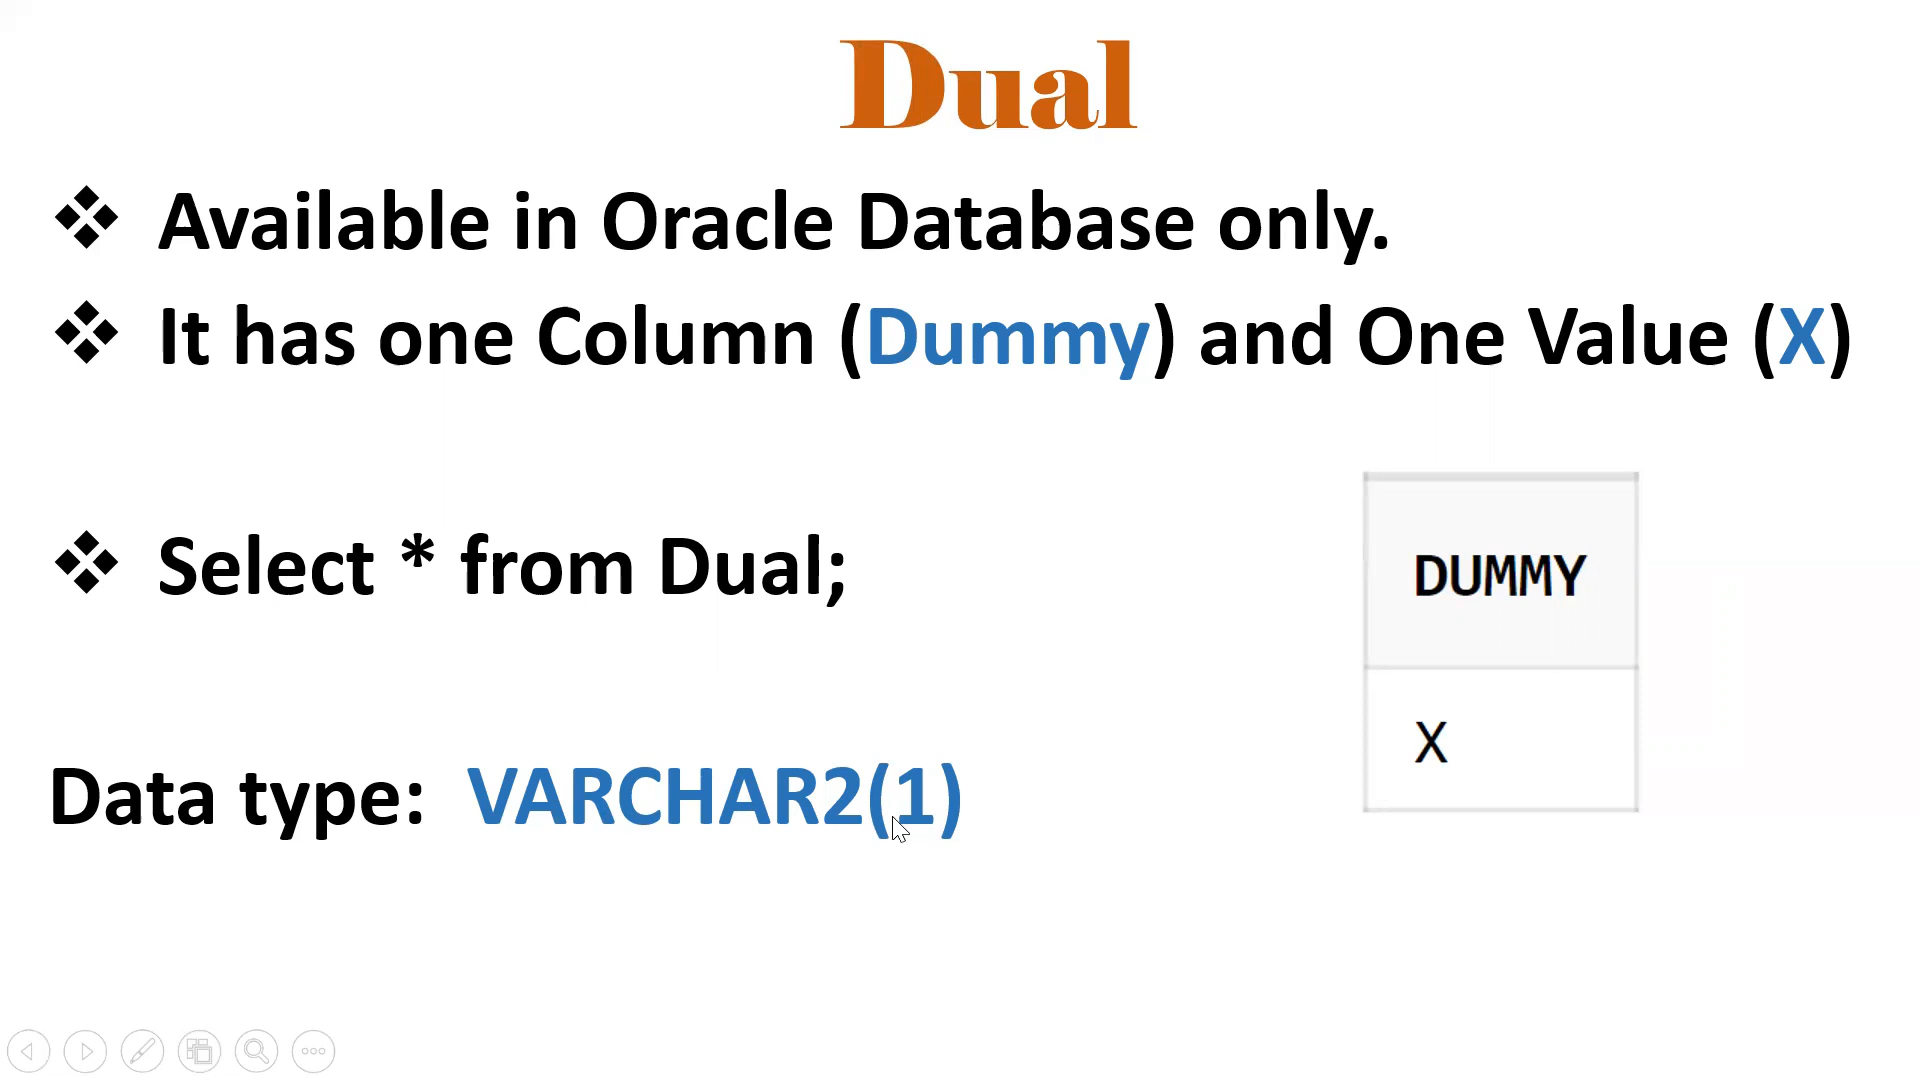 Dual
❖ Available in Oracle Database only.
❖ It has one Column (Dummy) and One Value (X)
❖ Select * from Dual;
DUMMY
X
Data type: VARCHAR2(1)